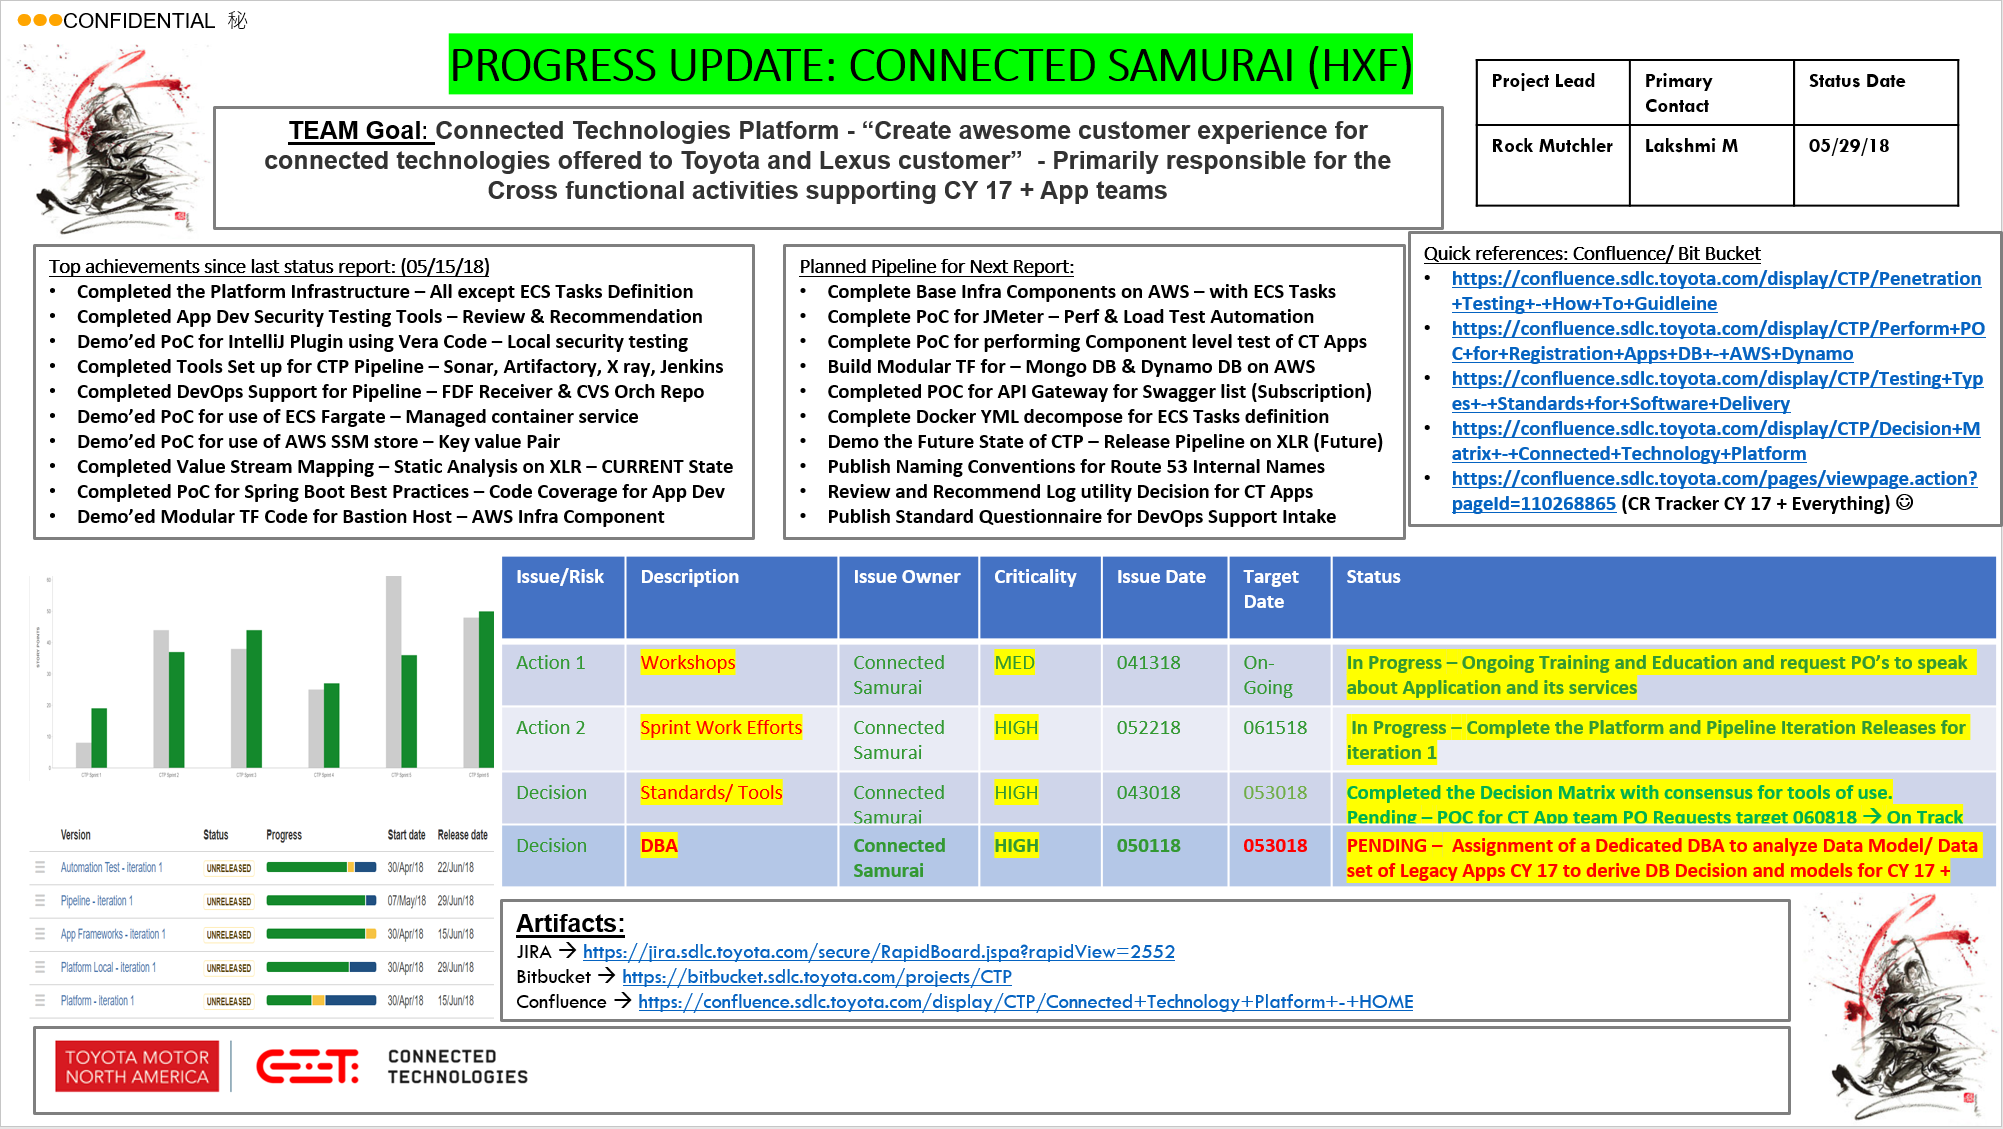 CONFIDENTIAL 秘
PROGRESS UPDATE: CONNECTED SAMURAI (HXF)
Project Lead
Primary
Contact
Status Date
Rock Mutchler
Lakshmi M
05/29/18
TEAM Goal: Connected Technologies Platform - “Create awesome customer experience for
connected technologies offered to Toyota and Lexus customer” - Primarily responsible for the
Cross functional activities supporting CY 17 + App teams
Top achievements since last status report: (05/15/18)
• Completed the Platform Infrastructure – All except ECS Tasks Definition
• Completed App Dev Security Testing Tools – Review & Recommendation
• Demo’ed PoC for IntelliJ Plugin using Vera Code – Local security testing
• Completed Tools Set up for CTP Pipeline – Sonar, Artifactory, X ray, Jenkins
• Completed DevOps Support for Pipeline – FDF Receiver & CVS Orch Repo
• Demo’ed PoC for use of ECS Fargate – Managed container service
• Demo’ed PoC for use of AWS SSM store – Key value Pair
• Completed Value Stream Mapping – Static Analysis on XLR – CURRENT State
• Completed PoC for Spring Boot Best Practices – Code Coverage for App Dev
• Demo’ed Modular TF Code for Bastion Host – AWS Infra Component
Planned Pipeline for Next Report:
• Complete Base Infra Components on AWS – with ECS Tasks
• Complete PoC for JMeter – Perf & Load Test Automation
• Complete PoC for performing Component level test of CT Apps
• Build Modular TF for – Mongo DB & Dynamo DB on AWS
• Completed POC for API Gateway for Swagger list (Subscription)
• Complete Docker YML decompose for ECS Tasks definition
• Demo the Future State of CTP – Release Pipeline on XLR (Future)
• Publish Naming Conventions for Route 53 Internal Names
• Review and Recommend Log utility Decision for CT Apps
• Publish Standard Questionnaire for DevOps Support Intake
Quick references: Confluence/ Bit Bucket
• https://confluence.sdlc.toyota.com/display/CTP/Penetration
+Testing+-+How+To+Guidleine
• https://confluence.sdlc.toyota.com/display/CTP/Perform+PO
C+for+Registration+Apps+DB+-+AWS+Dynamo
• https://confluence.sdlc.toyota.com/display/CTP/Testing+Typ
es+-+Standards+for+Software+Delivery
• https://confluence.sdlc.toyota.com/display/CTP/Decision+M
atrix+-+Connected+Technology+Platform
• https://confluence.sdlc.toyota.com/pages/viewpage.action?
pageId=110268865 (CR Tracker CY 17 + Everything) ☺
STORY POINTS
60
50
40
30
20
10
0
CTP Sprint 1
CTP Sprint 2
CTP Sprint 3
CTP Sprint 4
CTP Sprint 5
CTP Sprint 6
Version Status Progress Start date Release date
Automation Test - iteration 1 UNRELEASED 30/Apr/18 22/Jun/18
Pipeline - iteration 1 UNRELEASED 07/May/18 29/Jun/18
App Frameworks - iteration 1 UNRELEASED 30/Apr/18 15/Jun/18
Platform Local - iteration 1 UNRELEASED 30/Apr/18 29/Jun/18
Platform - iteration 1 UNRELEASED 30/Apr/18 15/Jun/18
Issue/Risk
Description
Issue Owner
Criticality
Issue Date
Target
Date
Status
Action 1
Workshops
Connected
Samurai
MED
041318
On-
Going
In Progress – Ongoing Training and Education and request PO’s to speak
about Application and its services
Action 2
Sprint Work Efforts
Connected
Samurai
HIGH
052218
061518
In Progress – Complete the Platform and Pipeline Iteration Releases for
iteration 1
Decision
Standards/ Tools
Connected
Samurai
HIGH
043018
053018
Completed the Decision Matrix with consensus for tools of use.
Pending – POC for CT App team PO Requests target 060818 → On Track
Decision
DBA
Connected
Samurai
HIGH
050118
053018
PENDING – Assignment of a Dedicated DBA to analyze Data Model/ Data
set of Legacy Apps CY 17 to derive DB Decision and models for CY 17 +
Artifacts:
JIRA → https://jira.sdlc.toyota.com/secure/RapidBoard.jspa?rapidView=2552
Bitbucket → https://bitbucket.sdlc.toyota.com/projects/CTP
Confluence → https://confluence.sdlc.toyota.com/display/CTP/Connected+Technology+Platform+-+HOME
TOYOTA MOTOR
NORTH AMERICA
CONNECTED
TECHNOLOGIES